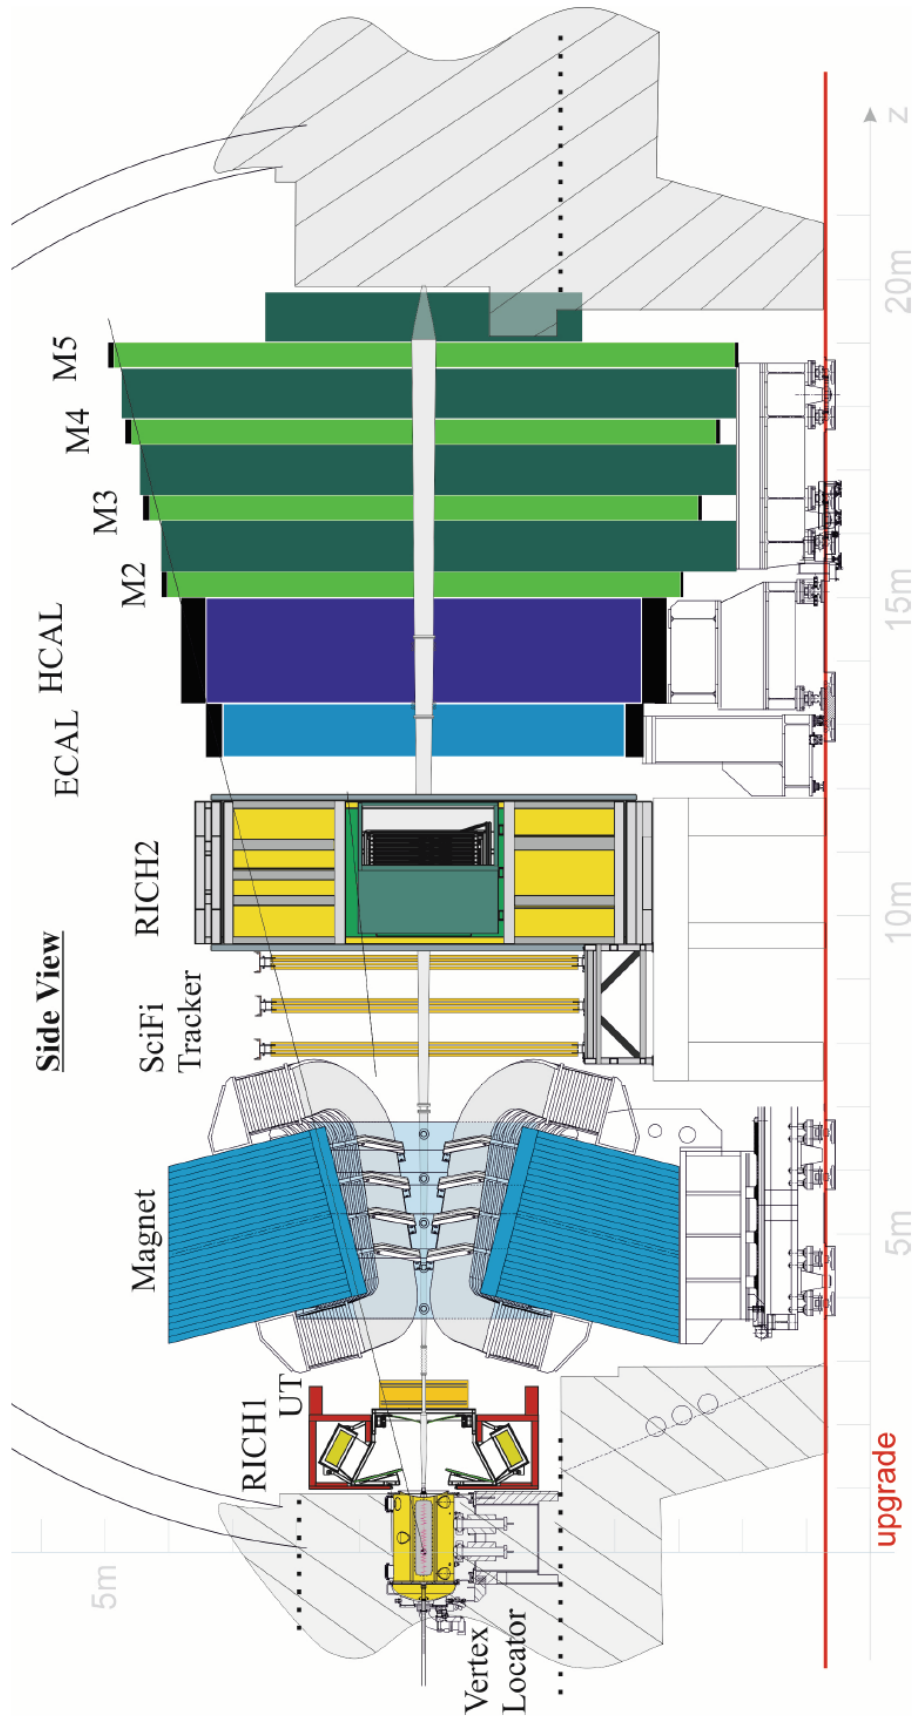 Side View
ECAL
HCAL
M5
M4
M3
M2
RICH2
SciFi
Tracker
Magnet
RICH1
UT
Vertex
Locator
5m
5m
10m
15m
20m
z
upgrade